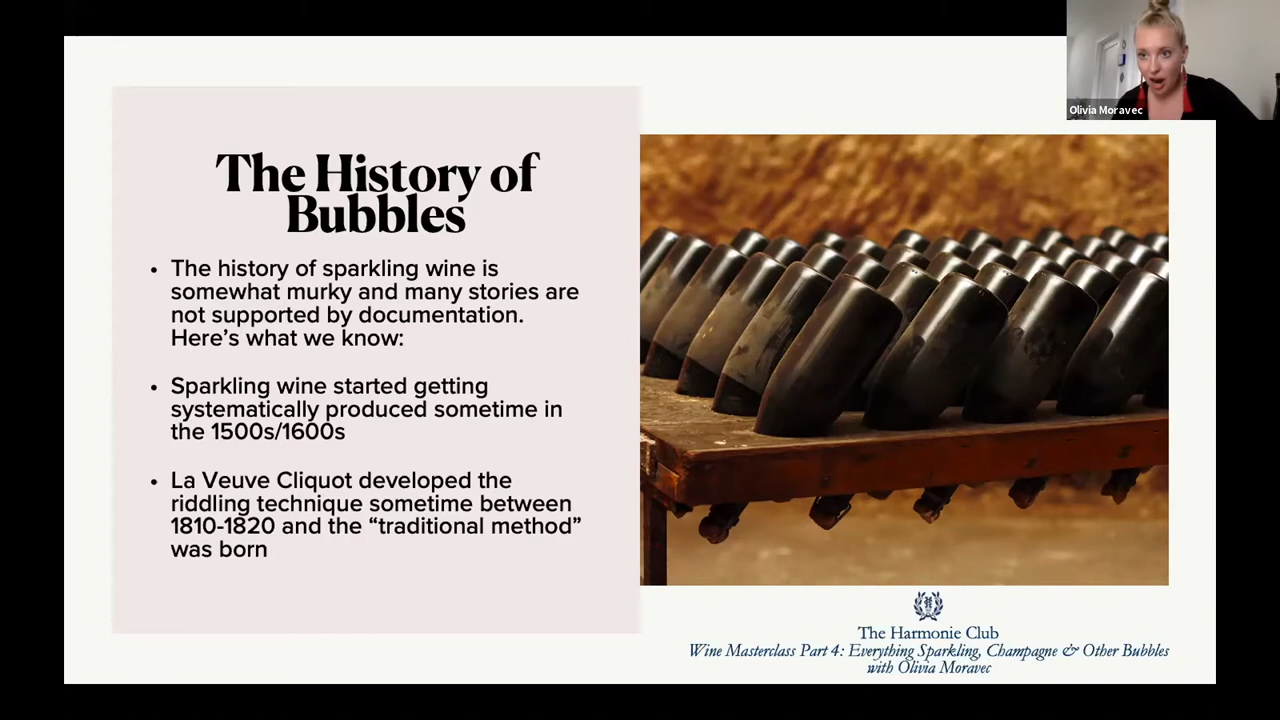 Olivia Moravec
The History of
Bubbles
• The history of sparkling wine is
somewhat murky and many stories are
not supported by documentation.
Here’s what we know:
• Sparkling wine started getting
systematically produced sometime in
the 1500s/1600s
• La Veuve Cliquot developed the
riddling technique sometime between
1810-1820 and the “traditional method”
was born
The Harmonie Club
Wine Masterclass Part 4: Everything Sparkling, Champagne & Other Bubbles
with Olivia Moravec